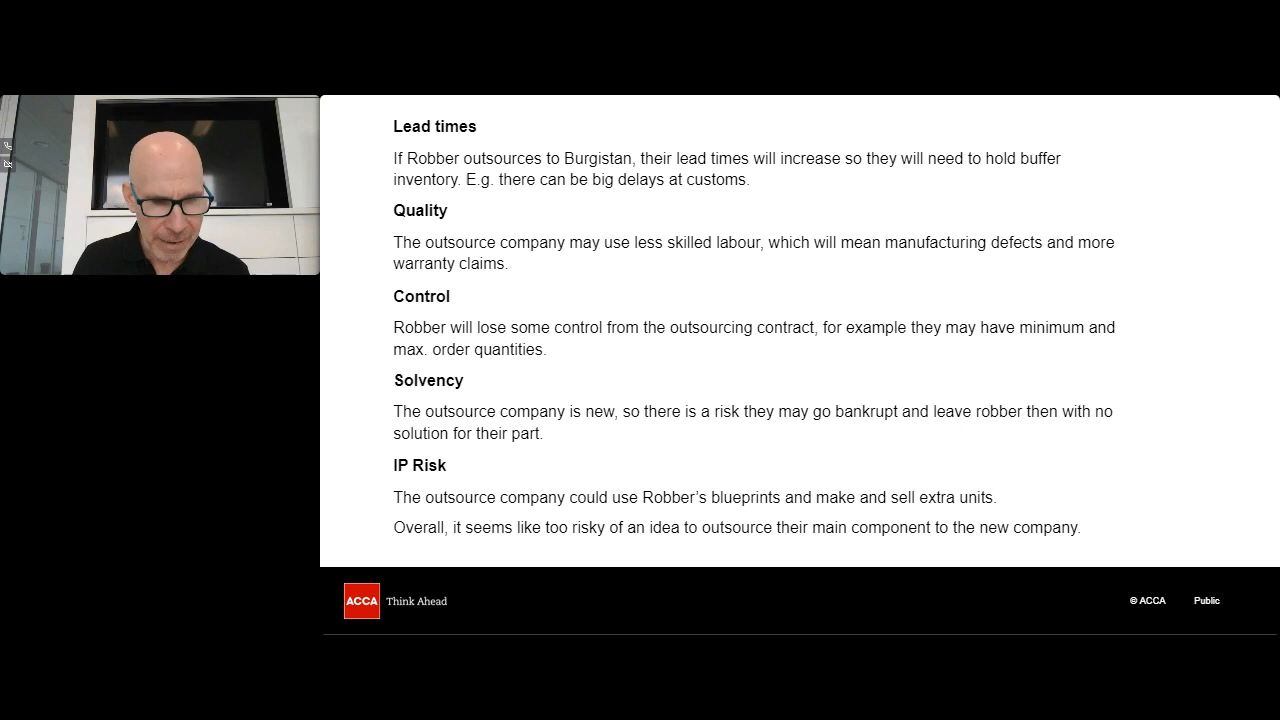 Lead times
If Robber outsources to Burgistan, their lead times will increase so they will need to hold buffer
inventory. E.g. there can be big delays at customs.
Quality
The outsource company may use less skilled labour, which will mean manufacturing defects and more
warranty claims.
Control
Robber will lose some control from the outsourcing contract, for example they may have minimum and
max. order quantities.
Solvency
The outsource company is new, so there is a risk they may go bankrupt and leave robber then with no
solution for their part.
IP Risk
The outsource company could use Robber’s blueprints and make and sell extra units.
Overall, it seems like too risky of an idea to outsource their main component to the new company.
ACCA Think Ahead
© ACCA Public